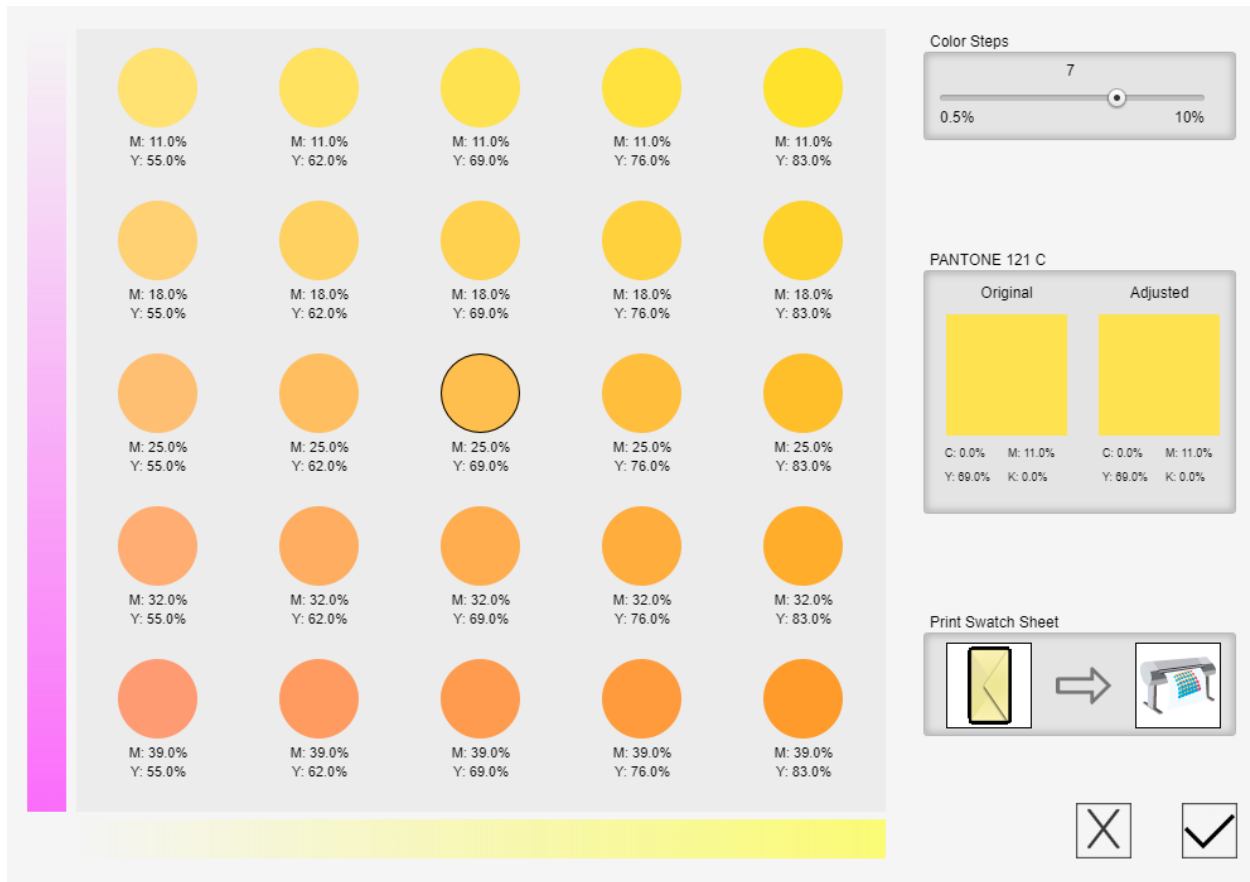 Color Steps
7
0.5% 10%
M: 11.0% M: 11.0% M: 11.0% M: 11.0% M: 11.0%
Y: 55.0% Y: 62.0% Y: 69.0% Y: 76.0% Y: 83.0%
M: 18.0% M: 18.0% M: 18.0% M: 18.0% M: 18.0%
Y: 55.0% Y: 62.0% Y: 69.0% Y: 76.0% Y: 83.0%
M: 25.0% M: 25.0% M: 25.0% M: 25.0% M: 25.0%
Y: 55.0% Y: 62.0% Y: 69.0% Y: 76.0% Y: 83.0%
M: 32.0% M: 32.0% M: 32.0% M: 32.0% M: 32.0%
Y: 55.0% Y: 62.0% Y: 69.0% Y: 76.0% Y: 83.0%
M: 39.0% M: 39.0% M: 39.0% M: 39.0% M: 39.0%
Y: 55.0% Y: 62.0% Y: 69.0% Y: 76.0% Y: 83.0%
PANTONE 121 C
Original Adjusted
C: 0.0% M: 11.0% C: 0.0% M: 11.0%
Y: 69.0% K: 0.0% Y: 69.0% K: 0.0%
Print Swatch Sheet